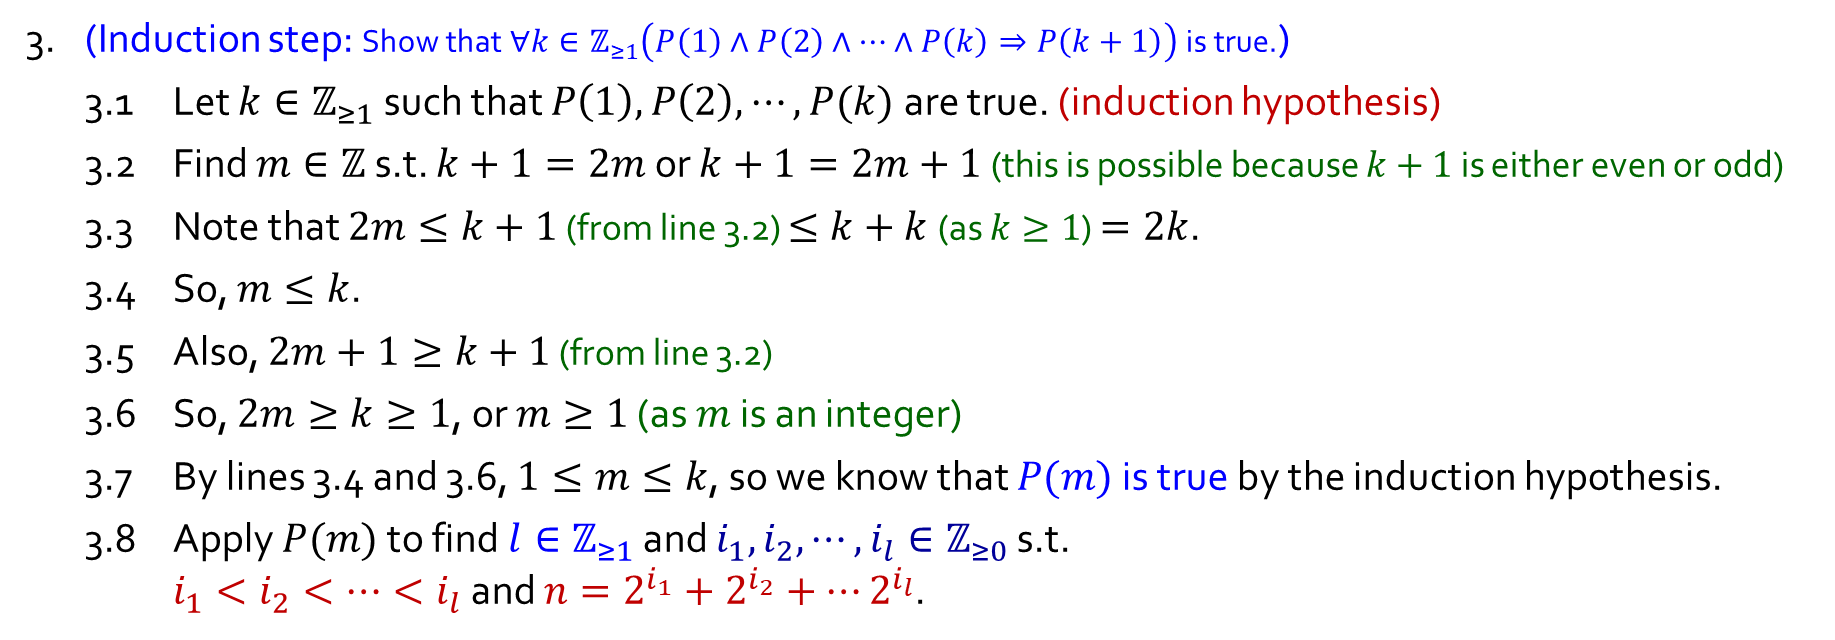 3. (Induction step: Show that ∀k ∈ ℤ≥1(P(1) ∧ P(2) ∧ ⋯ ∧ P(k) ⇒ P(k + 1)) is true.)
3.1 Let k ∈ ℤ≥1 such that P(1), P(2), ⋯ , P(k) are true. (induction hypothesis)
3.2 Find m ∈ ℤ s.t. k + 1 = 2m or k + 1 = 2m + 1 (this is possible because k + 1 is either even or odd)
3.3 Note that 2m ≤ k + 1 (from line 3.2) ≤ k + k (as k ≥ 1) = 2k.
3.4 So, m ≤ k.
3.5 Also, 2m + 1 ≥ k + 1 (from line 3.2)
3.6 So, 2m ≥ k ≥ 1, or m ≥ 1 (as m is an integer)
3.7 By lines 3.4 and 3.6, 1 ≤ m ≤ k, so we know that P(m) is true by the induction hypothesis.
3.8 Apply P(m) to find l ∈ ℤ≥1 and i₁, i₂, ⋯ , iₗ ∈ ℤ≥0 s.t.
i₁ < i₂ < ⋯ < iₗ and n = 2^{i₁} + 2^{i₂} + ⋯ 2^{iₗ}.